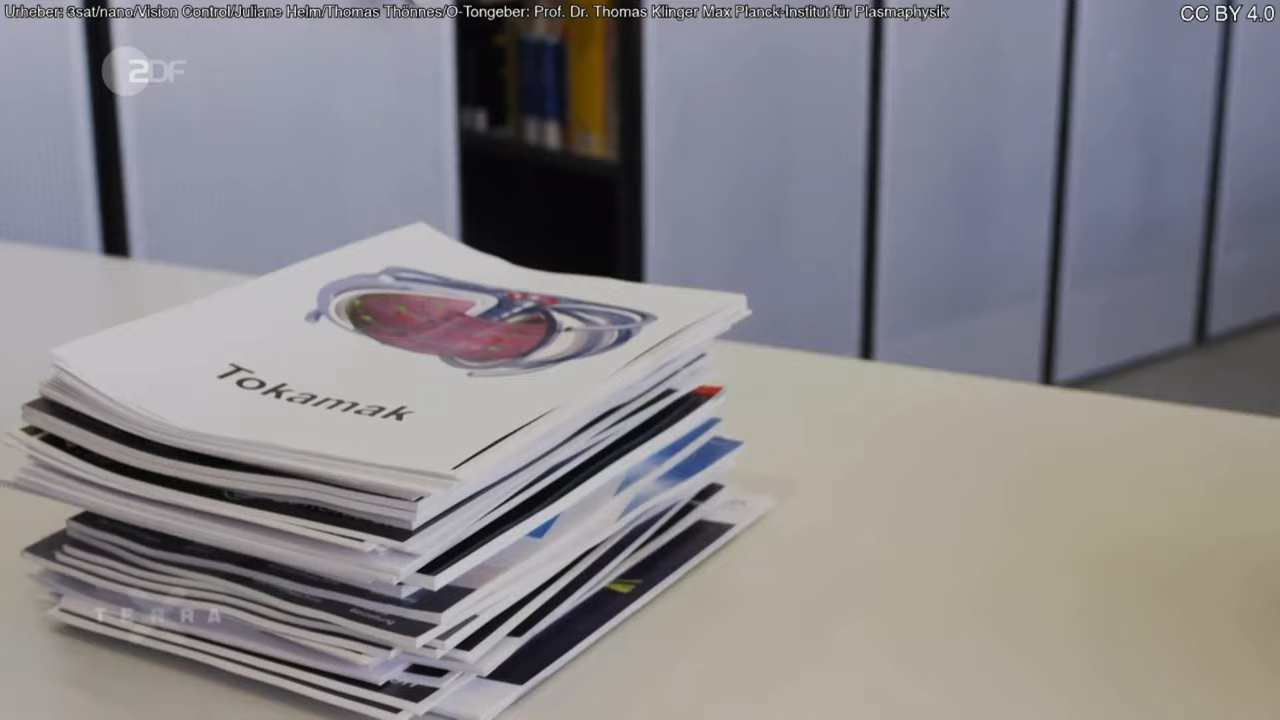 Urheber: 3sat/nano/Vision Control/Juliane Helm/Thomas Thönnes/O-Tongeber: Prof. Dr. Thomas Klinger Max Planck-Institut für Plasmaphysik
CC BY 4.0
2DF
Tokamak
TERRA